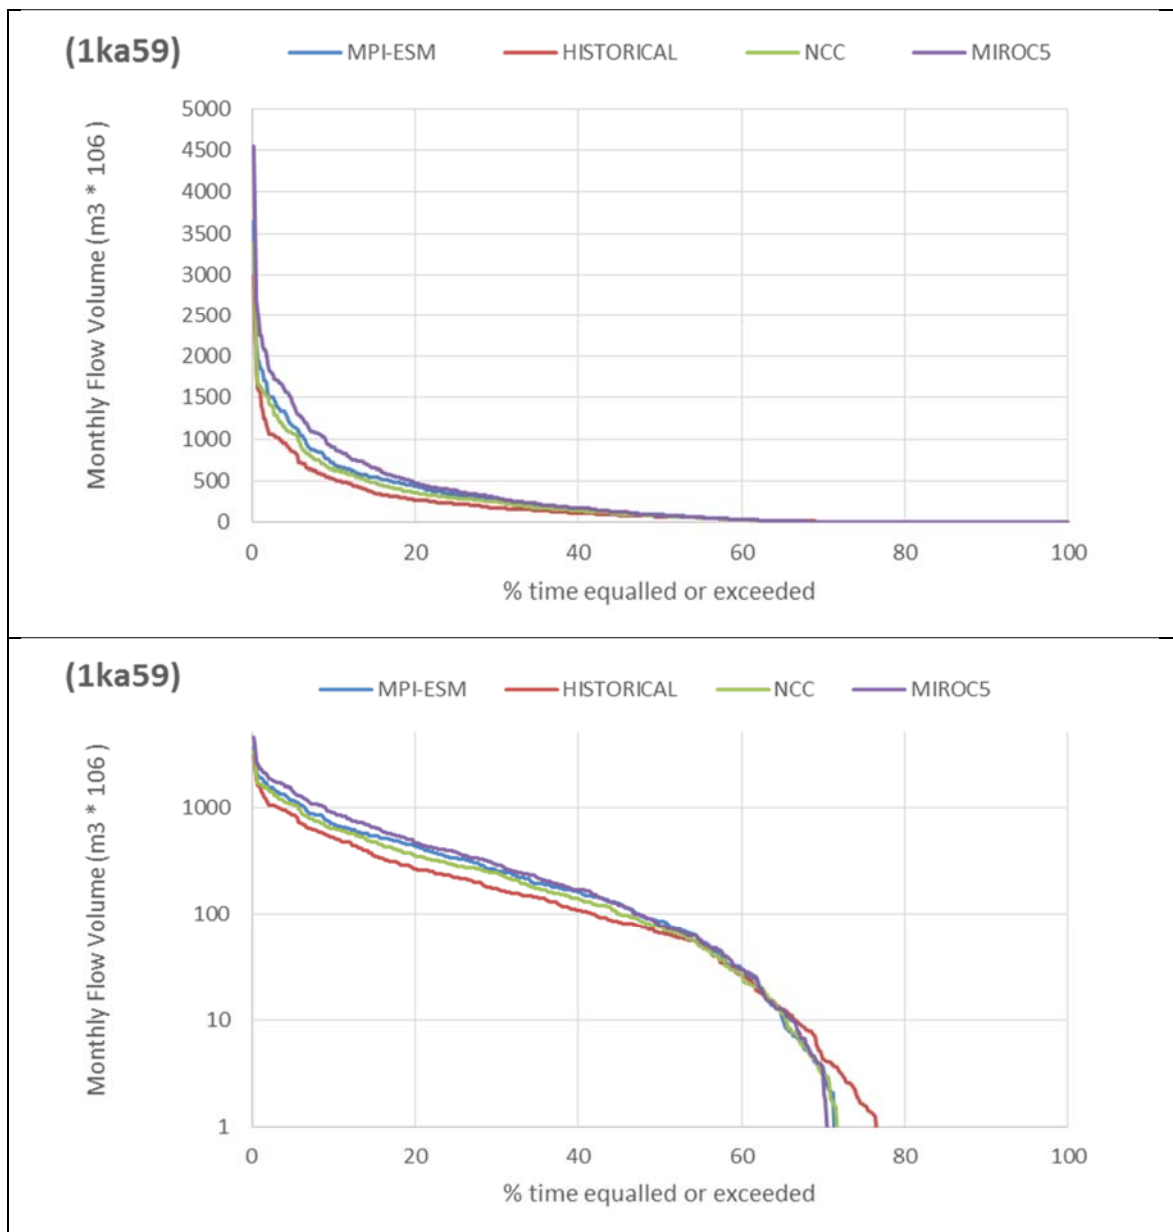 (1ka59)
MPI-ESM HISTORICAL NCC MIROC5
Monthly Flow Volume (m3 * 106 )
5000
4500
4000
3500
3000
2500
2000
1500
1000
500
0
0 20 40 60 80 100
% time equalled or exceeded
(1ka59)
MPI-ESM HISTORICAL NCC MIROC5
Monthly Flow Volume (m3 * 106 )
1000
100
10
1
0 20 40 60 80 100
% time equalled or exceeded